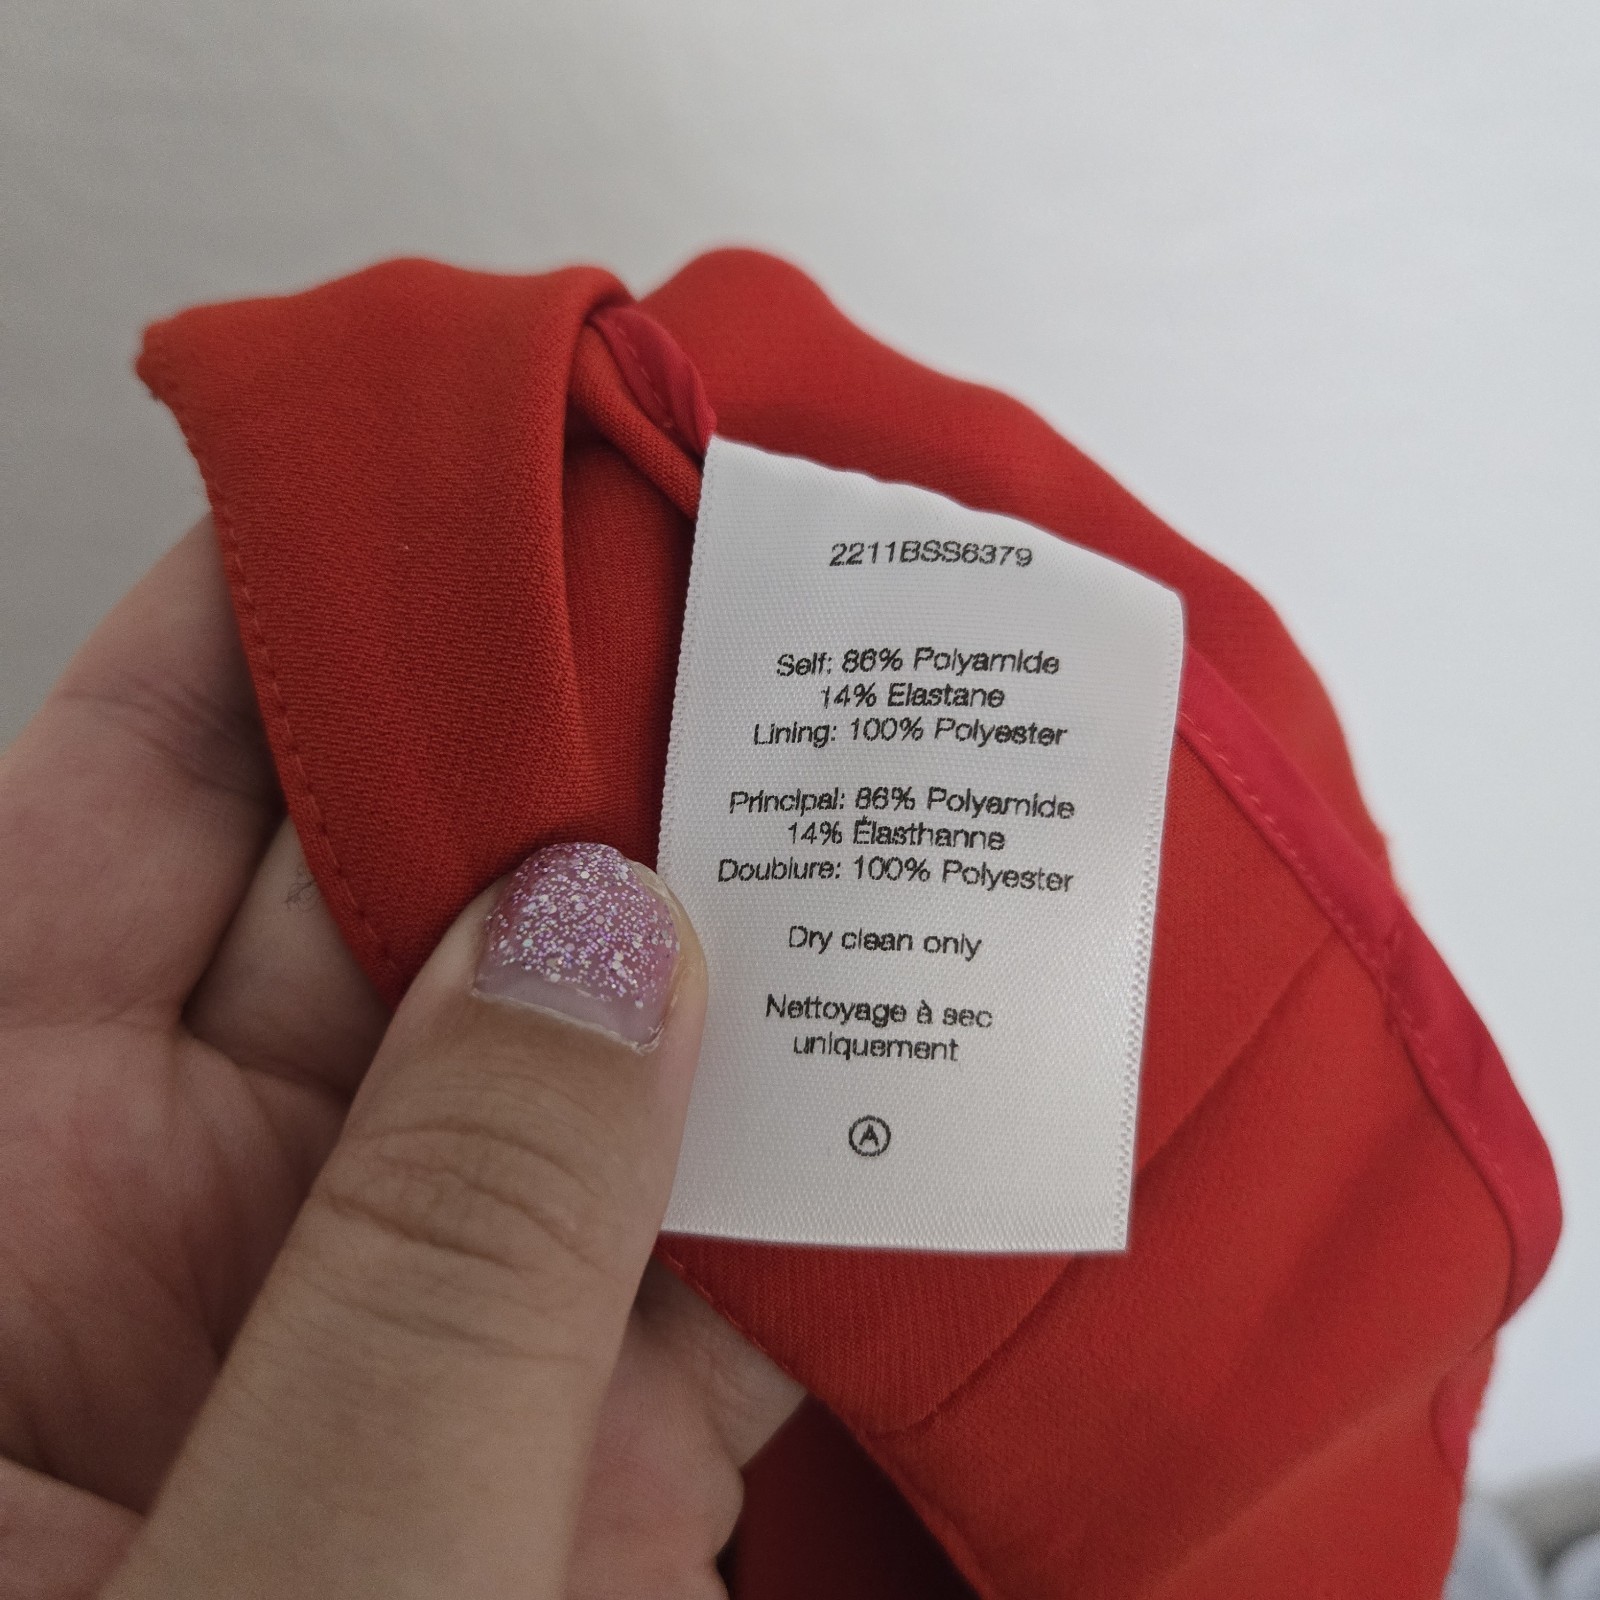 2211BSS6379
Self: 86% Polyamide
14% Elastane
Lining: 100% Polyester
Principal: 86% Polyamide
14% Élasthanne
Doublure: 100% Polyester
Dry clean only
Nettoyage à sec
uniquement
A